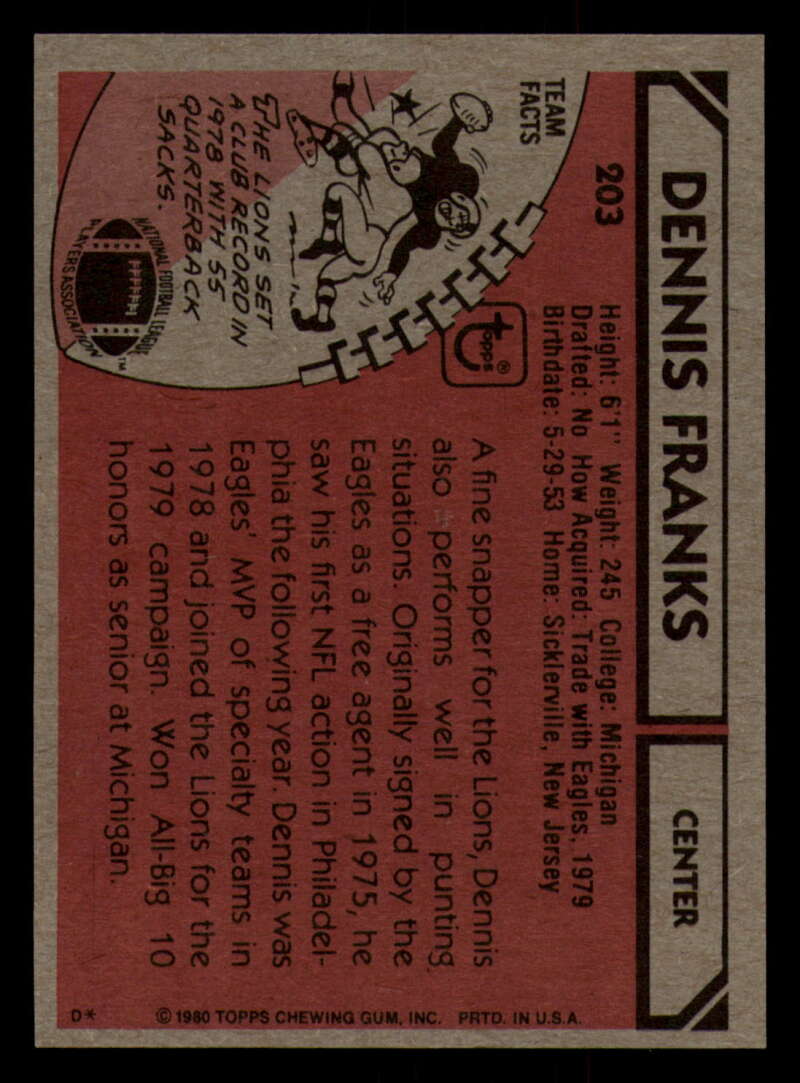 DENNIS FRANKS
CENTER
203
Height: 6'1" Weight: 245 College: Michigan
Drafted: No How Acquired: Trade with Eagles, 1979
Birthdate: 5-29-53 Home: Sicklerville, New Jersey
TEAM
FACTS
THE LIONS SET
A CLUB RECORD IN
1978 WITH 55
QUARTERBACK
SACKS.
NATIONAL FOOTBALL LEAGUE
PLAYERS ASSOCIATION
TM
topps®
A fine snapper for the Lions, Dennis
also performs well in punting
situations. Originally signed by the
Eagles as a free agent in 1975, he
saw his first NFL action in Philadel-
phia the following year. Dennis was
Eagles' MVP of specialty teams in
1978 and joined the Lions for the
1979 campaign. Won All-Big 10
honors as senior at Michigan.
D* © 1980 TOPPS CHEWING GUM, INC. PRTD. IN U.S.A.